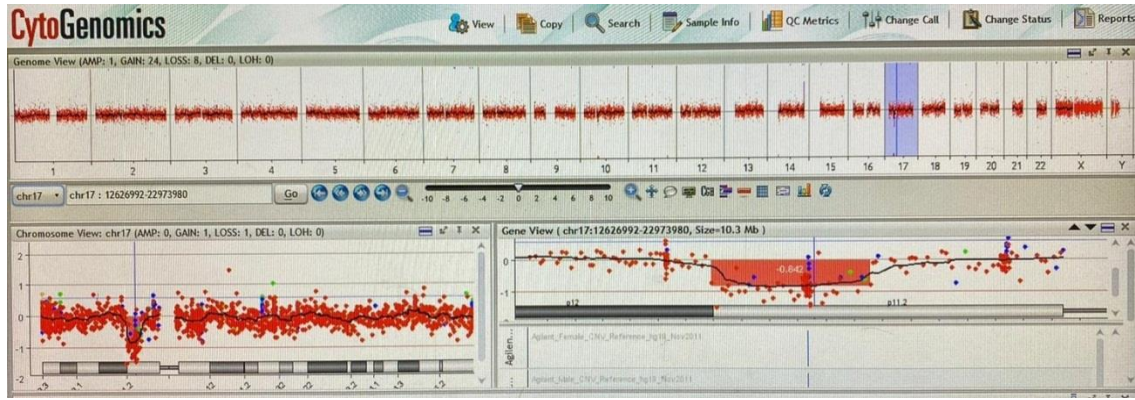 CytoGenomics
View Copy Search Sample Info QC Metrics Change Call Change Status Reports
Genome View (AMP: 1, GAIN: 24, LOSS: 8, DEL: 0, LOH: 0)
1 2 3 4 5 6 7 8 9 10 11 12 13 14 15 16 17 18 19 20 21 22 X Y
chr17 chr17 : 12626992-22973980 Go -10 -8 -6 -4 -2 0 2 4 6 8 10
Chromosome View: chr17 (AMP: 0, GAIN: 1, LOSS: 1, DEL: 0, LOH: 0)
Gene View ( chr17:12626992-22973980, Size=10.3 Mb )
2
1
0
-1
-2
0
-0.842
-1
p12 p11.2
Agilen...
Agilent_Female_CNV_Reference_hg18_Nov2011
Agilent_Male_CNV_Reference_hg18_Nov2011